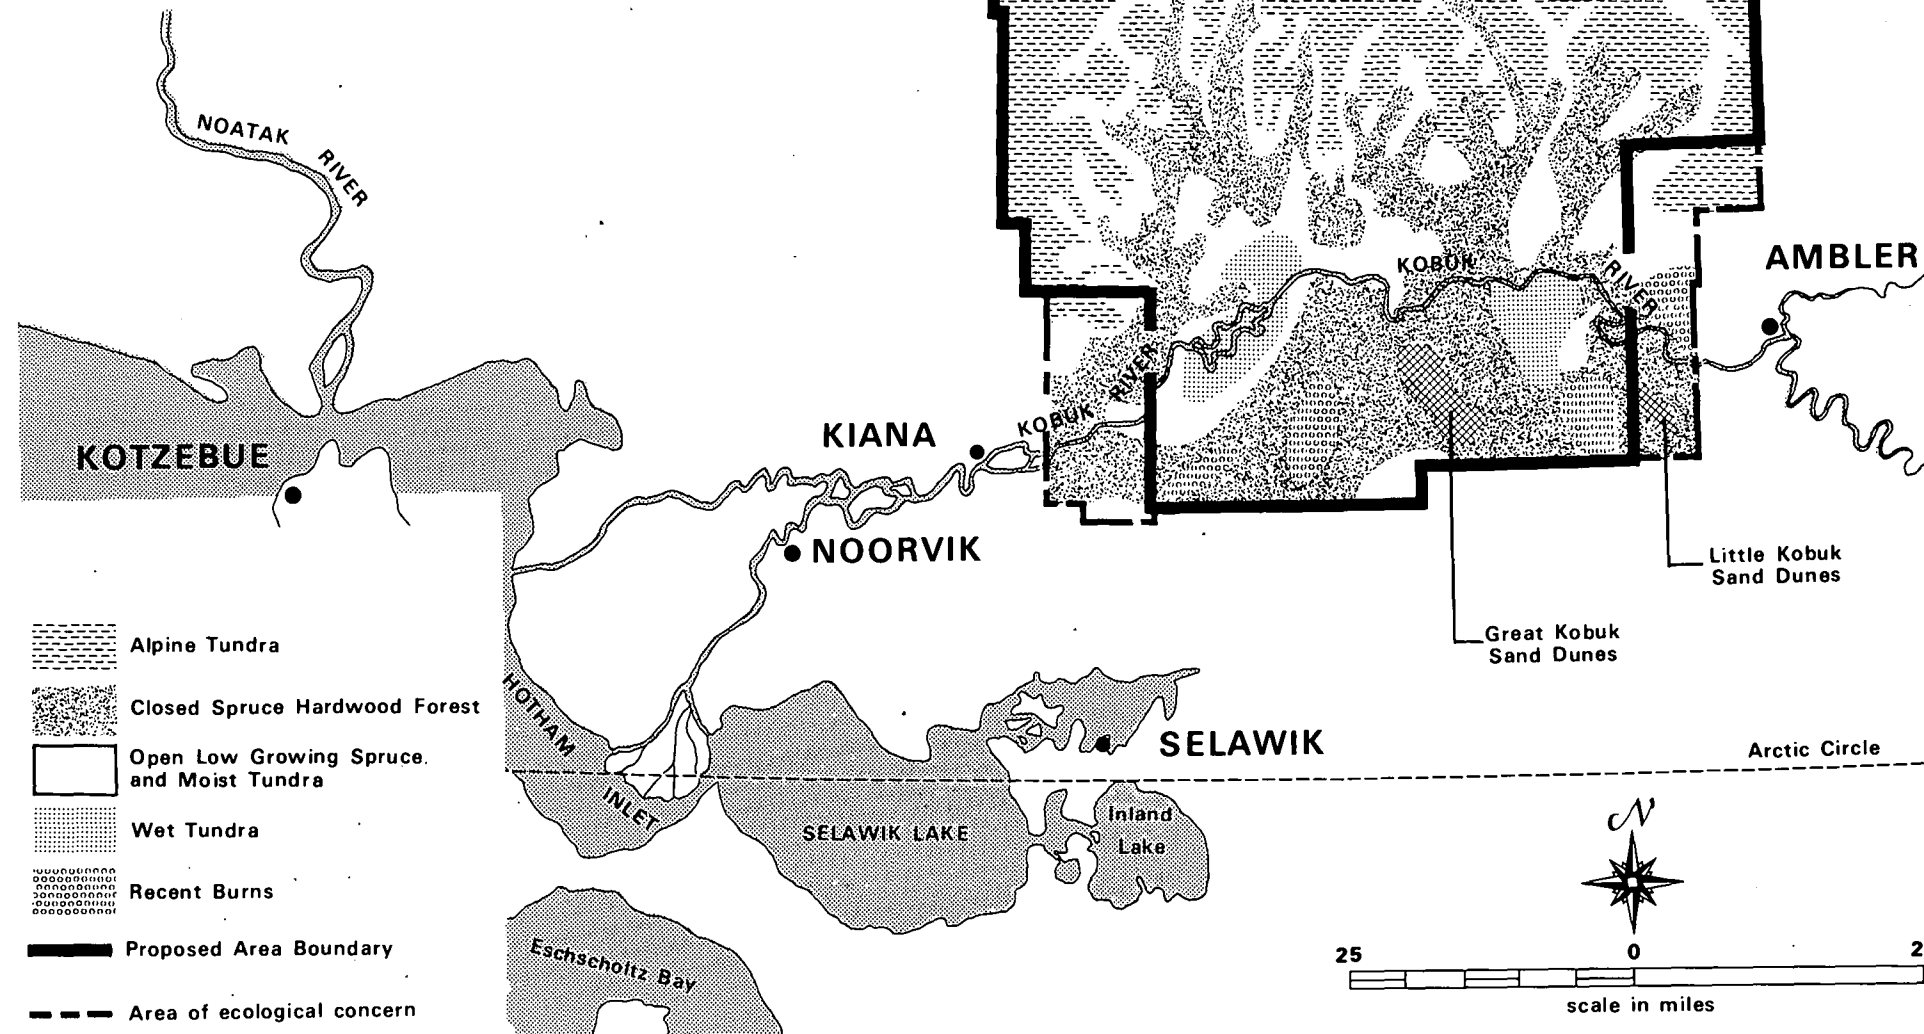 NOATAK
RIVER
KOBUK
RIVER
AMBLER
KOTZEBUE
KIANA
KOBUK RIVER
NOORVIK
Little Kobuk
Sand Dunes
Great Kobuk
Sand Dunes
Alpine Tundra
Closed Spruce Hardwood Forest
Open Low Growing Spruce.
and Moist Tundra
Wet Tundra
Recent Burns
Proposed Area Boundary
Area of ecological concern
HOTHAM
INLET
SELAWIK
Arctic Circle
SELAWIK LAKE
Inland
Lake
Eschscholtz Bay
N
25 0 2
scale in miles